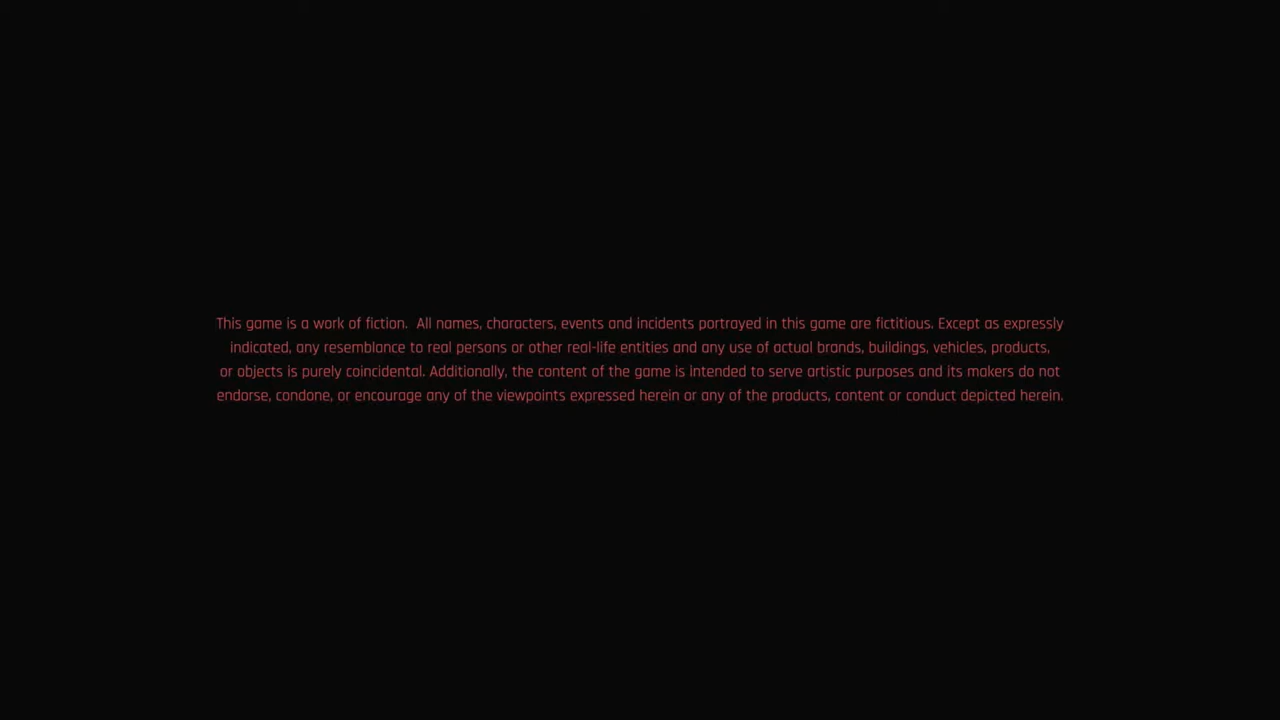 This game is a work of fiction.  All names, characters, events and incidents portrayed in this game are fictitious. Except as expressly
indicated, any resemblance to real persons or other real-life entities and any use of actual brands, buildings, vehicles, products,
or objects is purely coincidental. Additionally, the content of the game is intended to serve artistic purposes and its makers do not
endorse, condone, or encourage any of the viewpoints expressed herein or any of the products, content or conduct depicted herein.